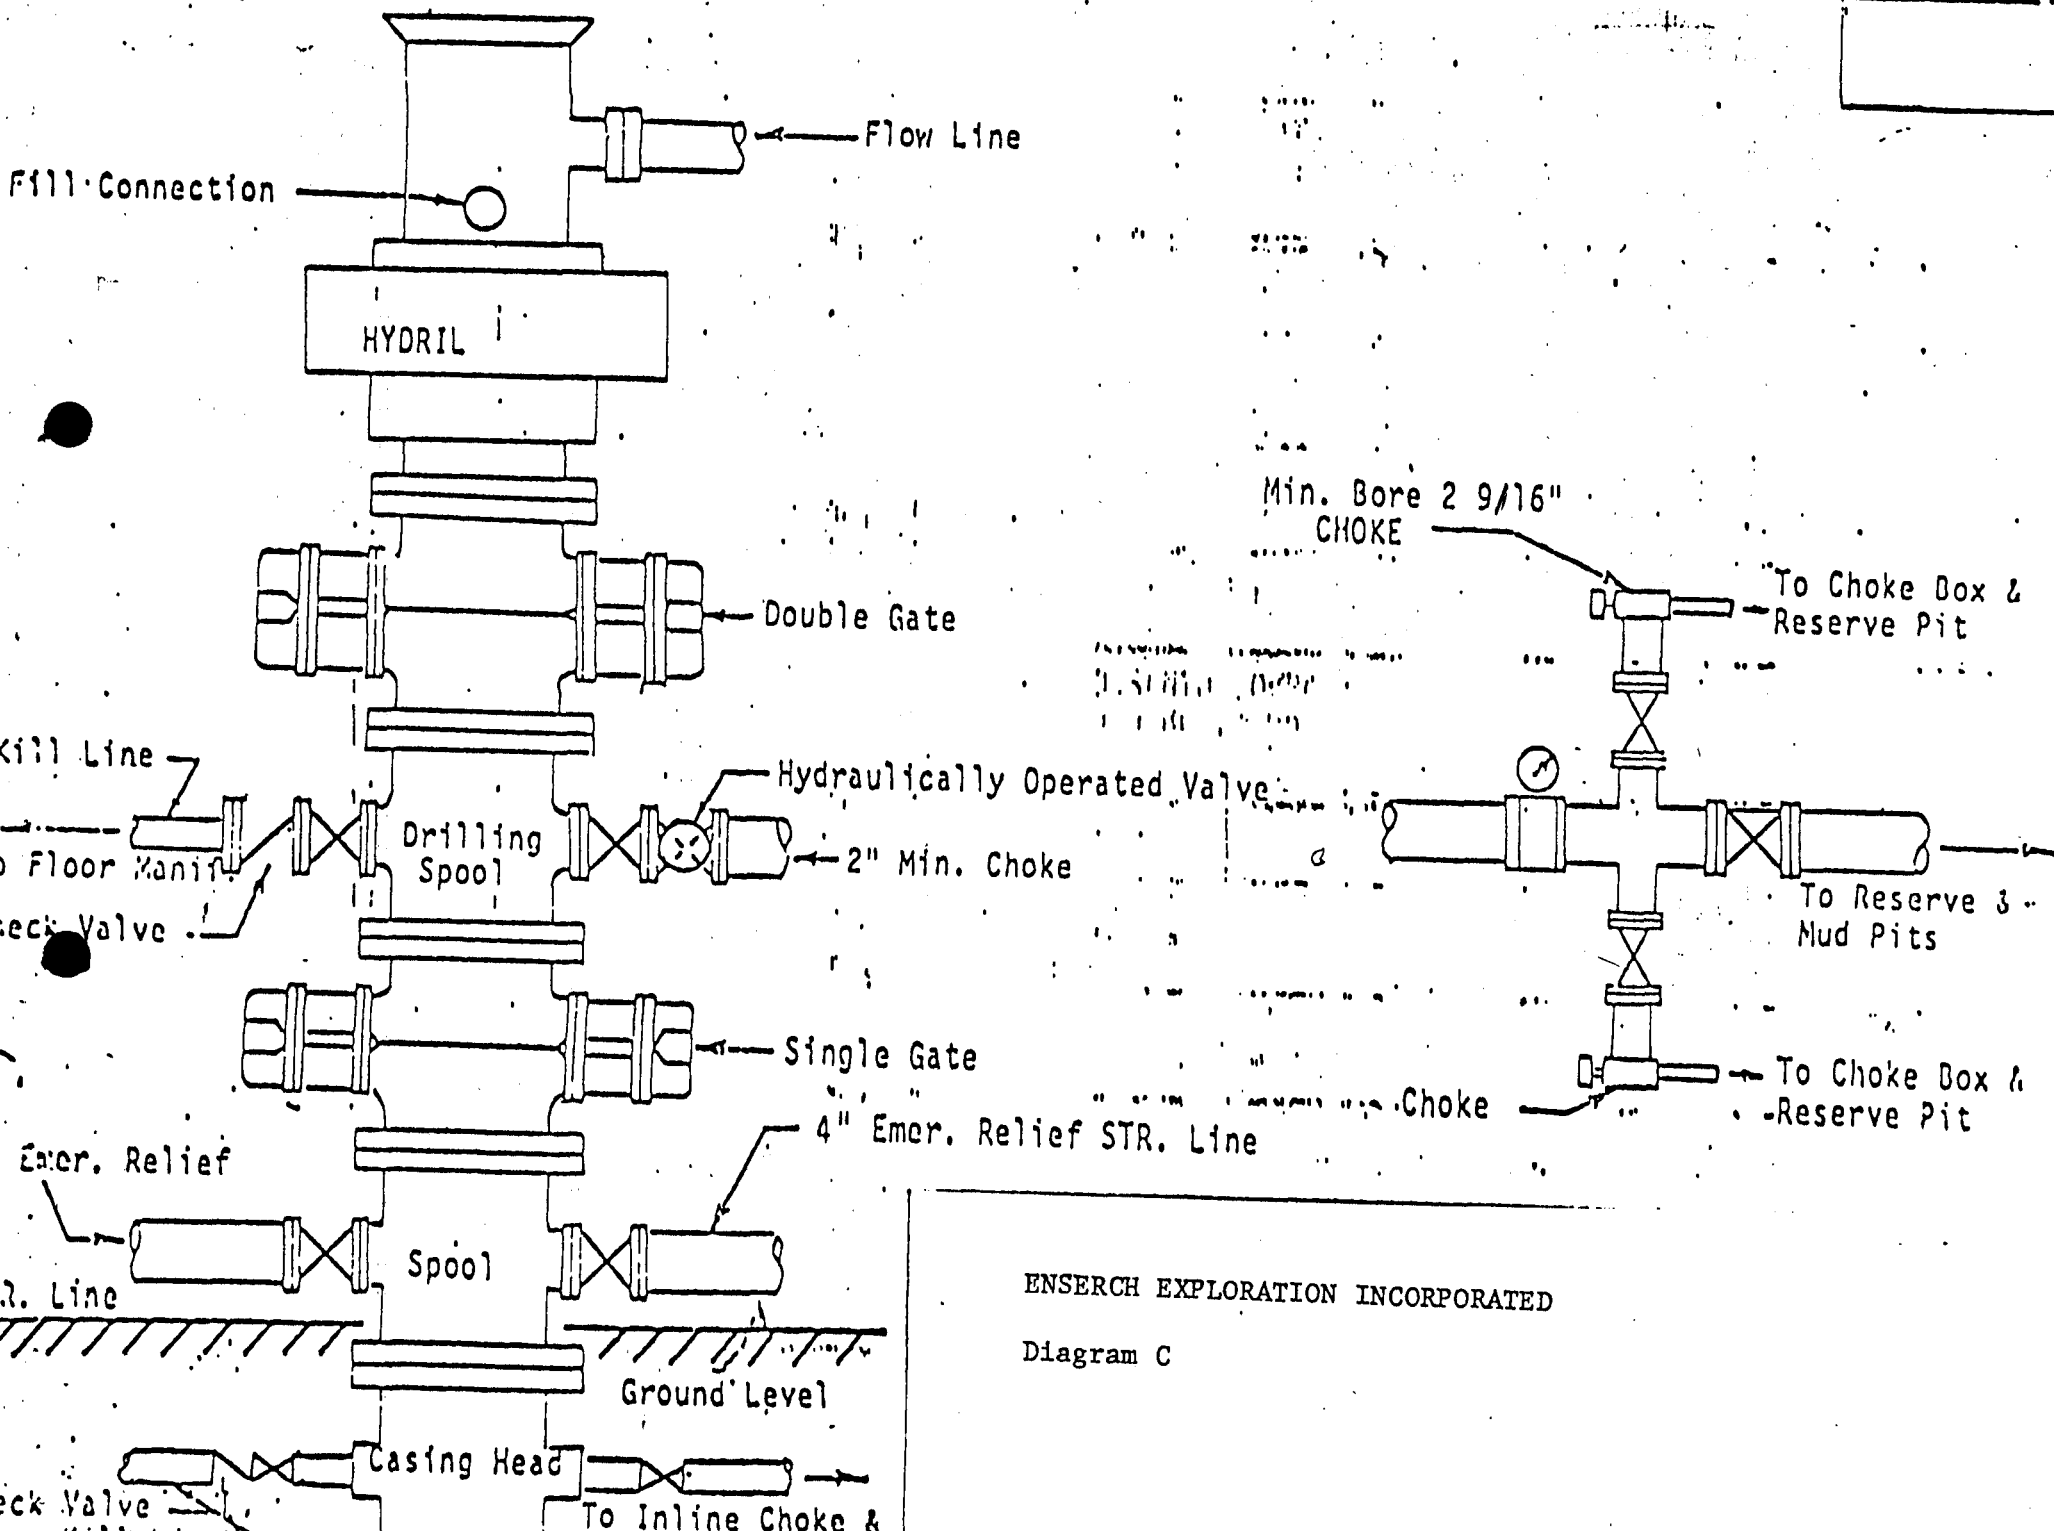 Flow Line
Fill Connection
HYDRIL
Min. Bore 2 9/16"
CHOKE
To Choke Box &
Reserve Pit
Double Gate
Kill Line
Hydraulically Operated Valve
Drilling
Spool
2" Min. Choke
Floor Manif.
Valve
To Reserve &
Mud Pits
Single Gate
To Choke Box &
Reserve Pit
Choke
4" Emer. Relief STR. Line
Emer. Relief
Spool
Line
ENSERCH EXPLORATION INCORPORATED
Diagram C
Ground Level
Casing Head
Valve
To Inline Choke &